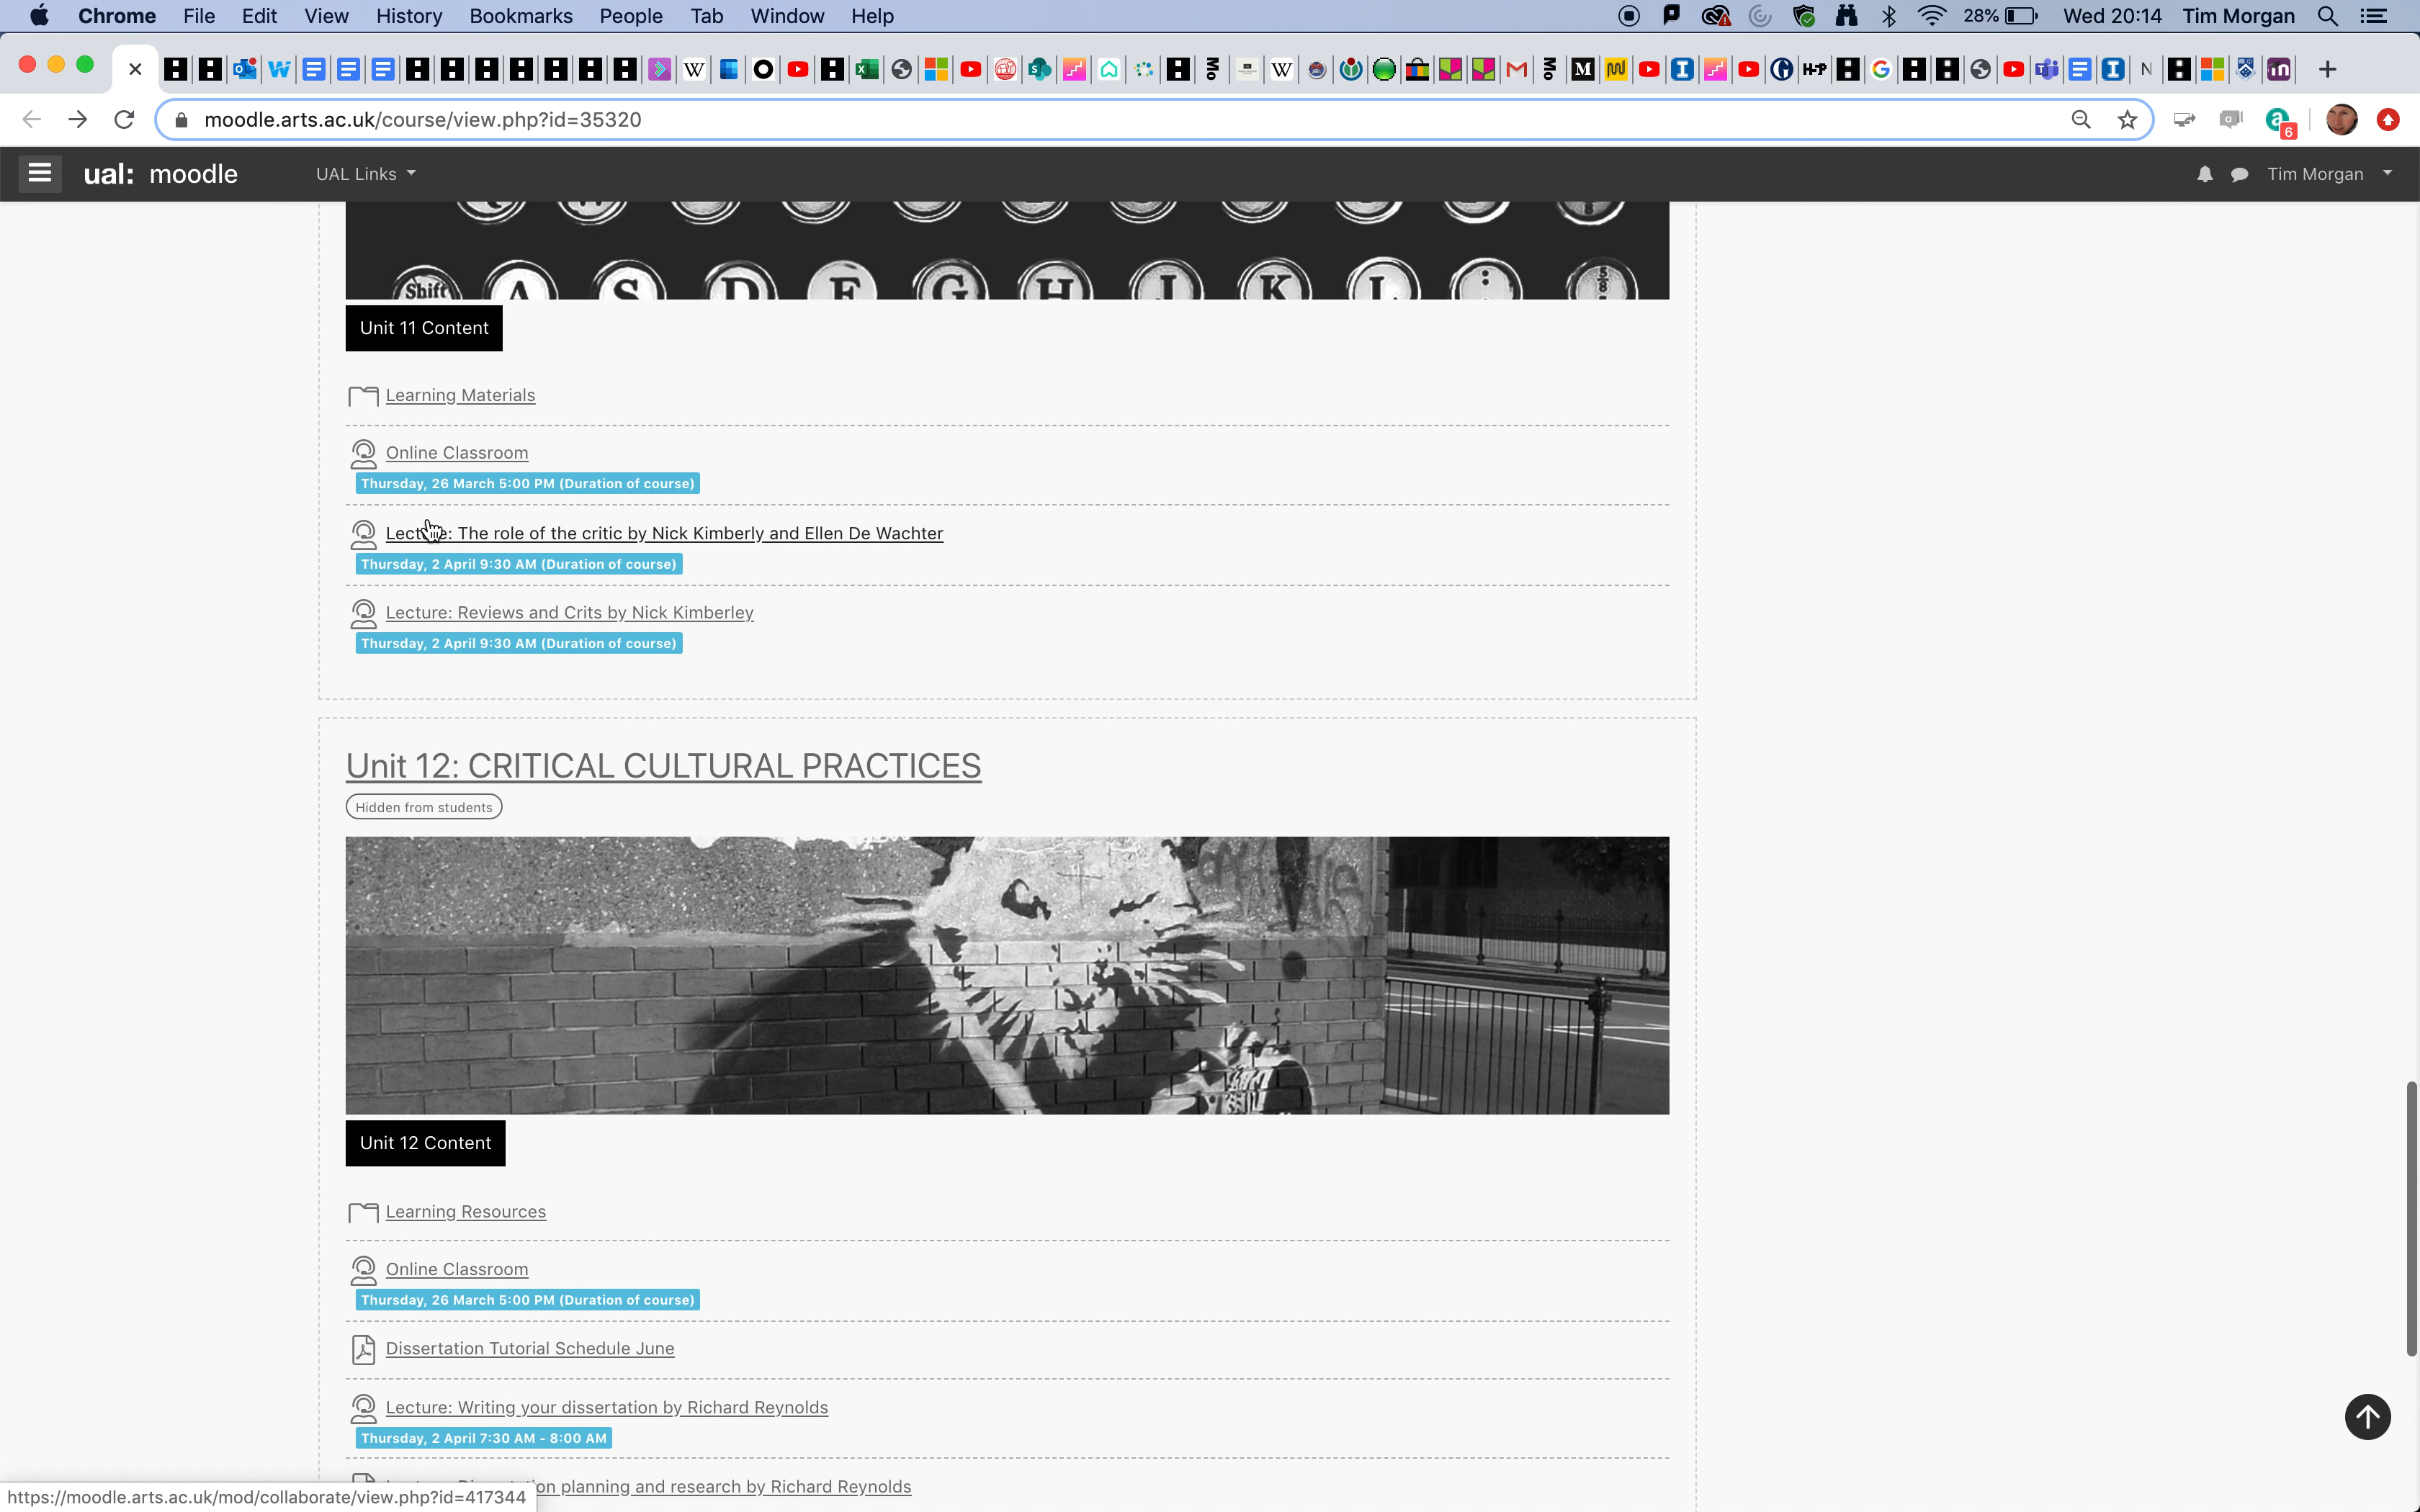 Chrome File Edit View History Bookmarks People Tab Window Help 28% Wed 20:14 Tim Morgan
moodle.arts.ac.uk/course/view.php?id=35320
6
ual: moodle UAL Links Tim Morgan
Shift A S D F G H J K L
Unit 11 Content
Learning Materials
Online Classroom
Thursday, 26 March 5:00 PM (Duration of course)
Lecture: The role of the critic by Nick Kimberly and Ellen De Wachter
Thursday, 2 April 9:30 AM (Duration of course)
Lecture: Reviews and Crits by Nick Kimberley
Thursday, 2 April 9:30 AM (Duration of course)
Unit 12: CRITICAL CULTURAL PRACTICES
Hidden from students
Unit 12 Content
Learning Resources
Online Classroom
Thursday, 26 March 5:00 PM (Duration of course)
Dissertation Tutorial Schedule June
Lecture: Writing your dissertation by Richard Reynolds
Thursday, 2 April 7:30 AM - 8:00 AM
on planning and research by Richard Reynolds
https://moodle.arts.ac.uk/mod/collaborate/view.php?id=417344